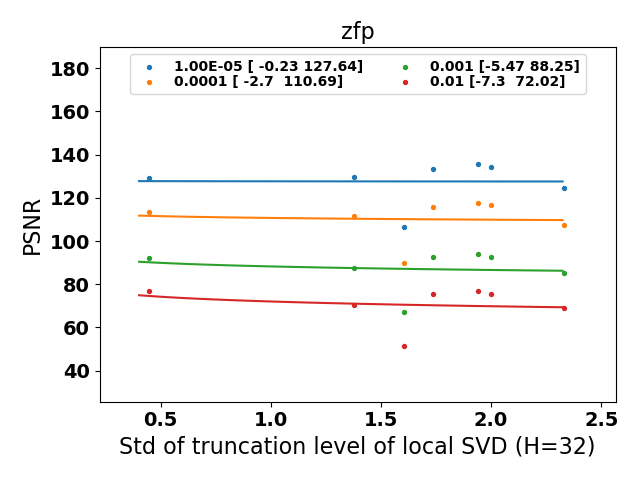 zfp
1.00E-05 [ -0.23 127.64]
0.0001 [ -2.7  110.69]
0.001 [-5.47 88.25]
0.01 [-7.3  72.02]
PSNR
180
160
140
120
100
80
60
40
0.5 1.0 1.5 2.0 2.5
Std of truncation level of local SVD (H=32)